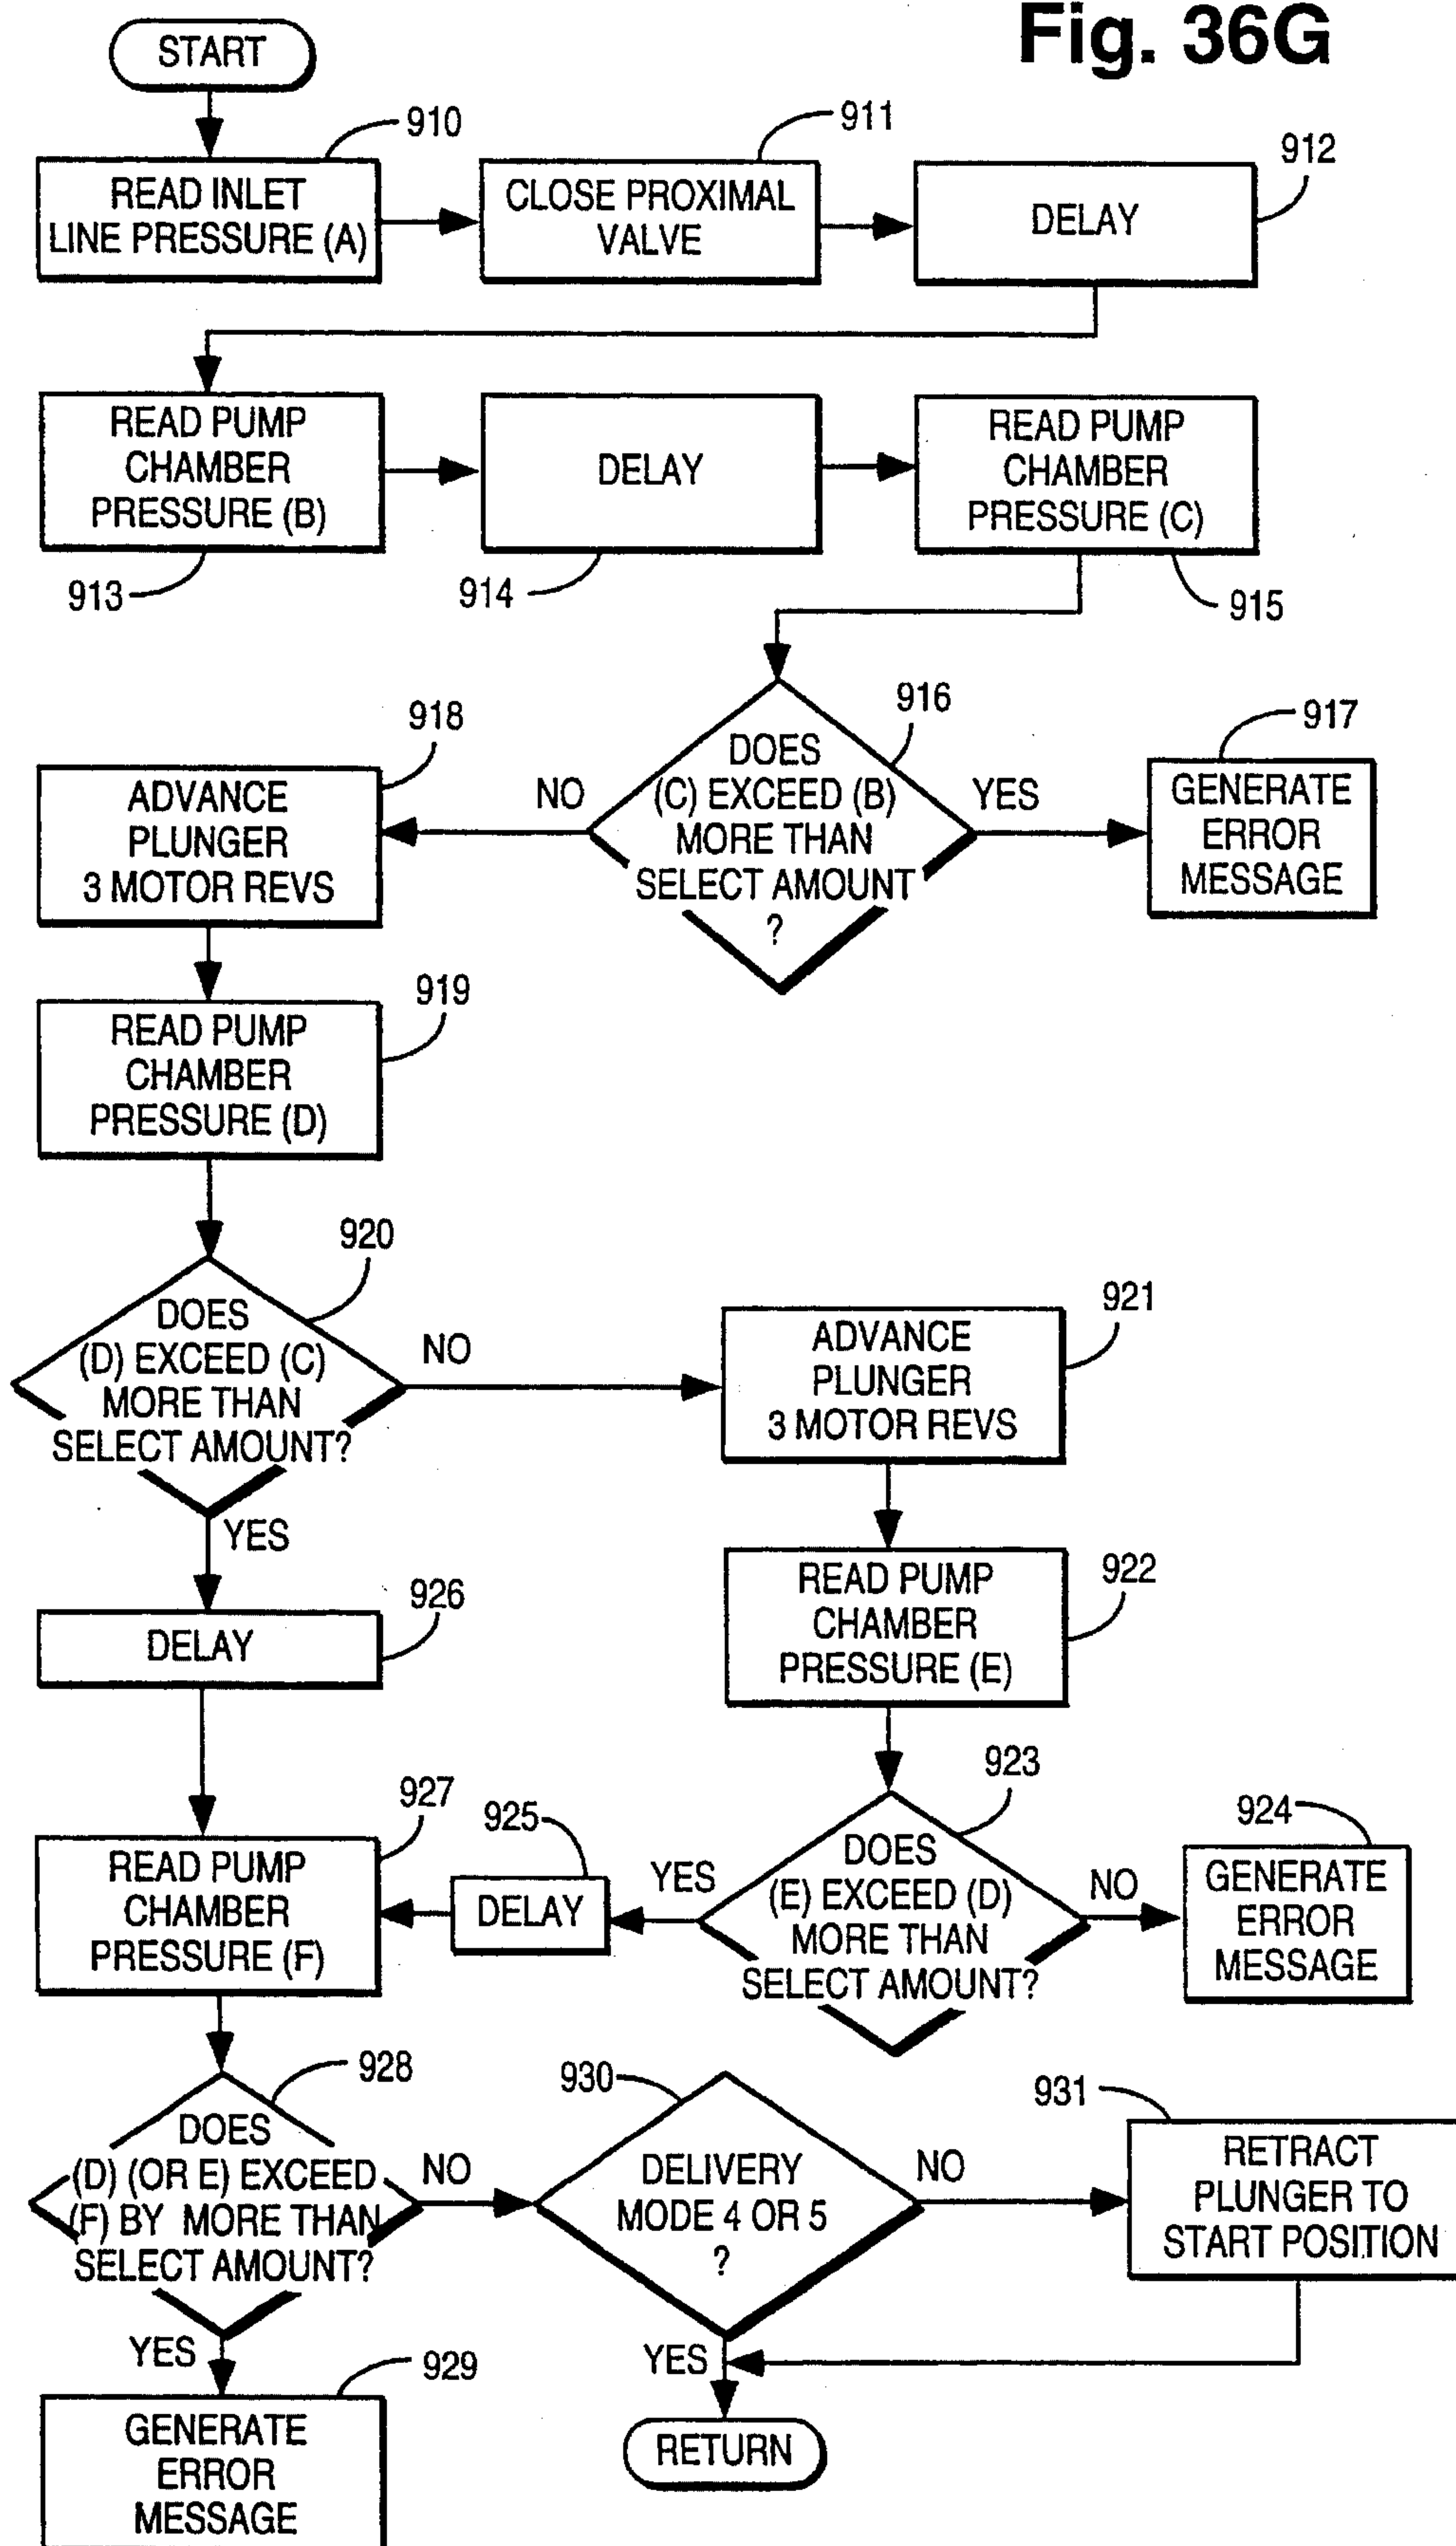 Fig. 36G
START
910
READ INLET
LINE PRESSURE (A)
911
CLOSE PROXIMAL
VALVE
912
DELAY
READ PUMP
CHAMBER
PRESSURE (B)
913
DELAY
914
READ PUMP
CHAMBER
PRESSURE (C)
915
916
DOES
(C) EXCEED (B)
MORE THAN
SELECT AMOUNT
?
NO
YES
917
GENERATE
ERROR
MESSAGE
918
ADVANCE
PLUNGER
3 MOTOR REVS
919
READ PUMP
CHAMBER
PRESSURE (D)
920
DOES
(D) EXCEED (C)
MORE THAN
SELECT AMOUNT?
NO
YES
921
ADVANCE
PLUNGER
3 MOTOR REVS
922
READ PUMP
CHAMBER
PRESSURE (E)
926
DELAY
923
DOES
(E) EXCEED (D)
MORE THAN
SELECT AMOUNT?
YES
NO
924
GENERATE
ERROR
MESSAGE
925
DELAY
927
READ PUMP
CHAMBER
PRESSURE (F)
928
DOES
(D) (OR E) EXCEED
(F) BY MORE THAN
SELECT AMOUNT?
NO
YES
929
GENERATE
ERROR
MESSAGE
930
DELIVERY
MODE 4 OR 5
?
NO
YES
931
RETRACT
PLUNGER TO
START POSITION
RETURN